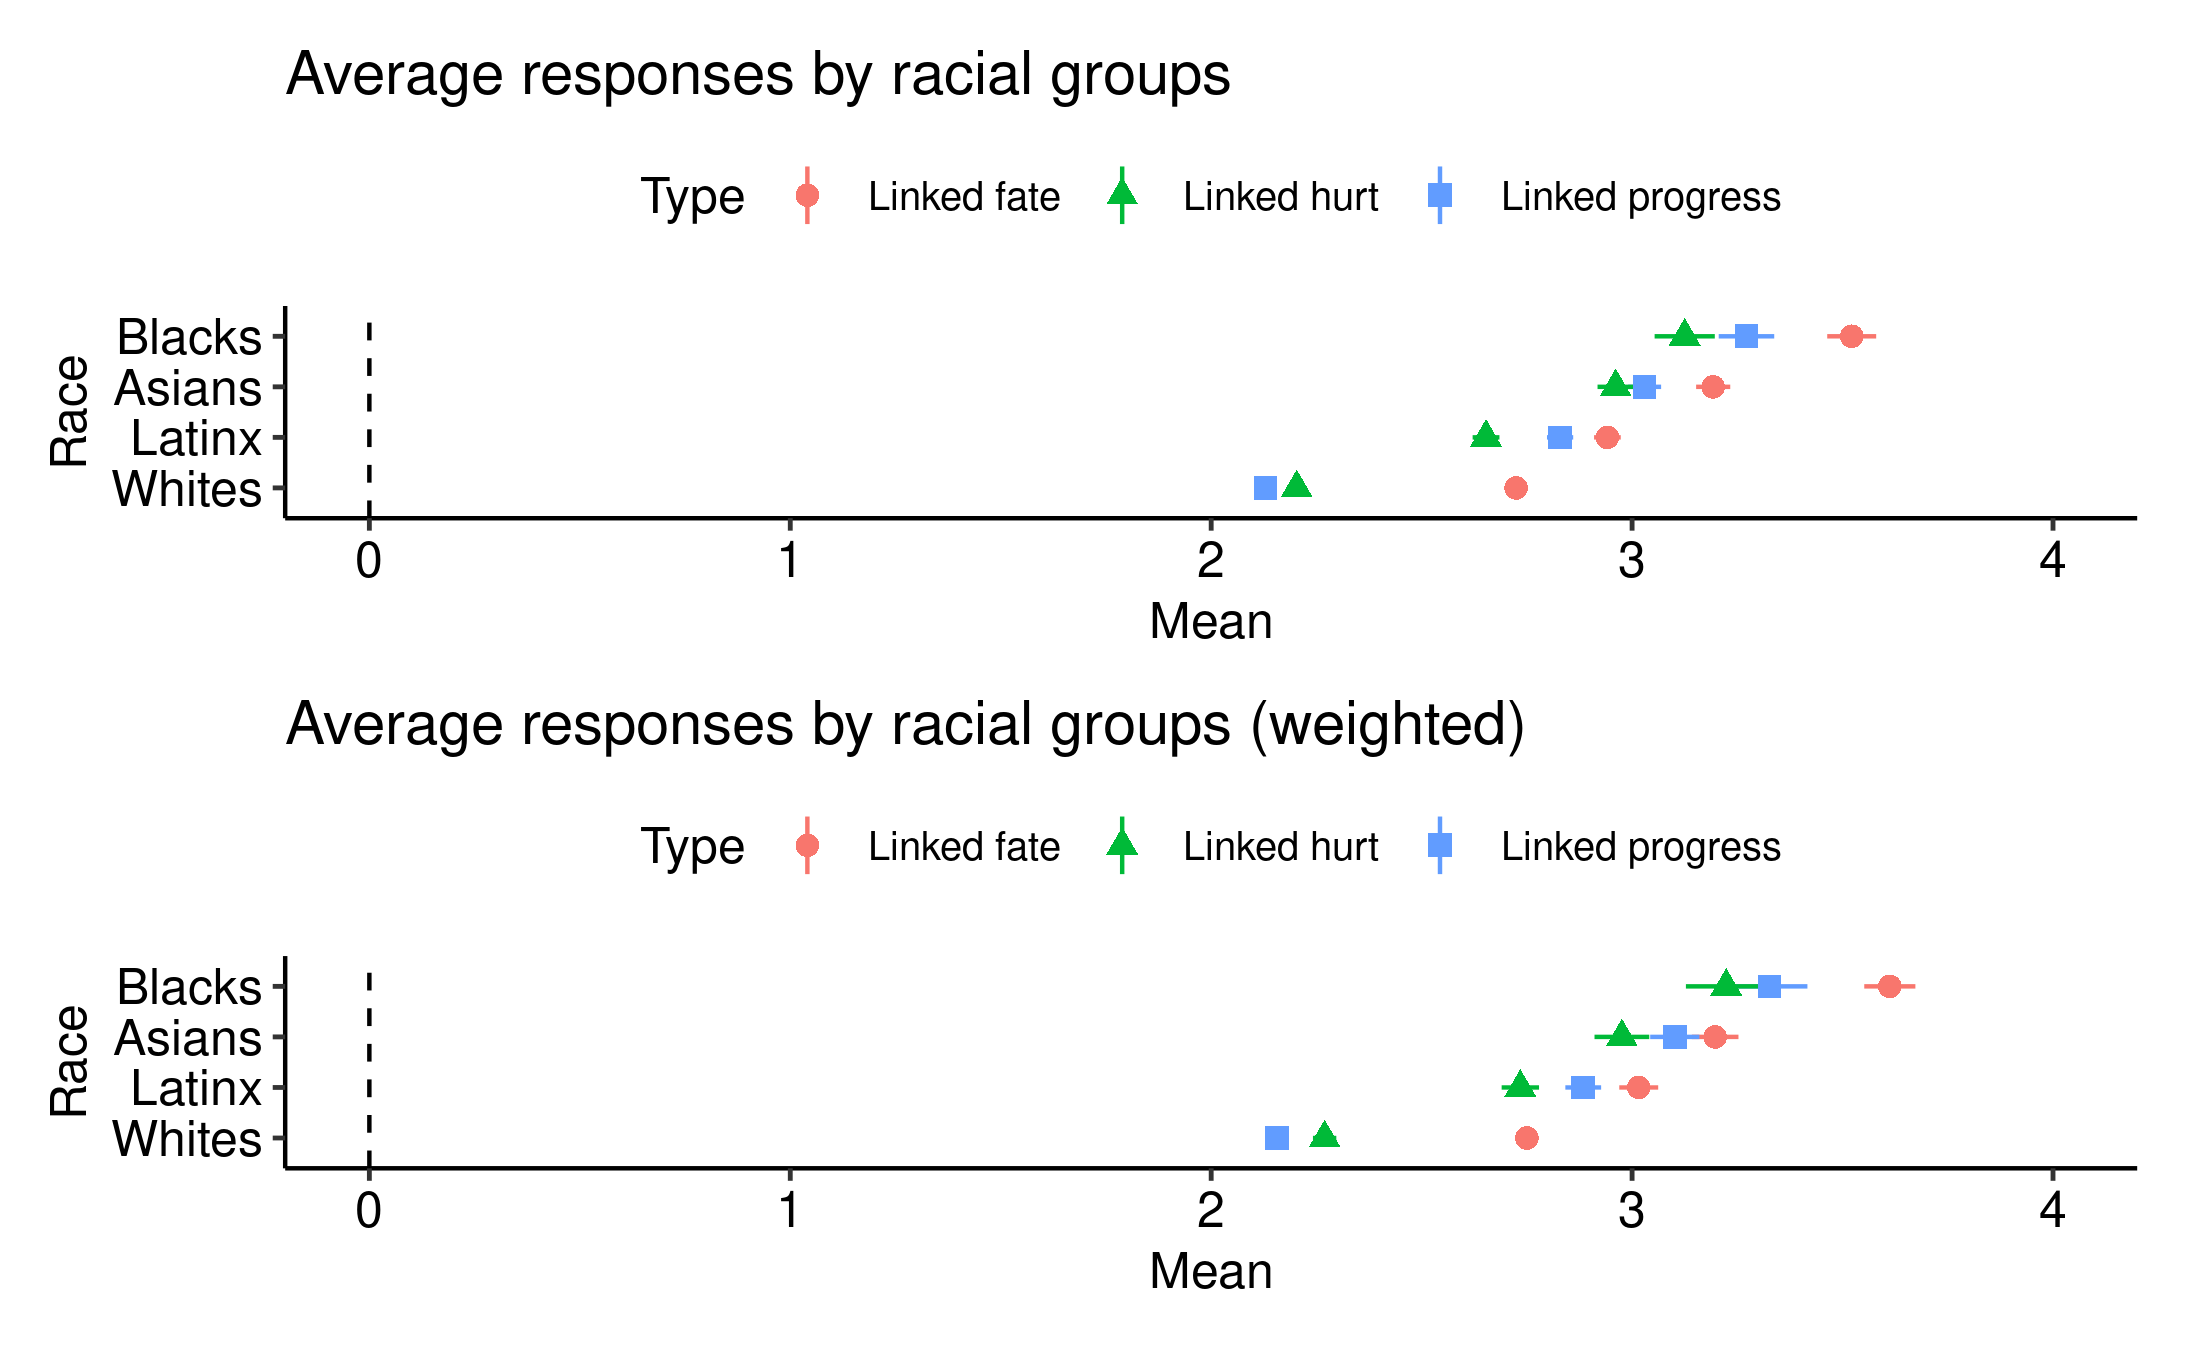 Average responses by racial groups
Type Linked fate Linked hurt Linked progress
Race
Blacks
Asians
Latinx
Whites
0 1 2 3 4
Mean
Average responses by racial groups (weighted)
Type Linked fate Linked hurt Linked progress
Race
Blacks
Asians
Latinx
Whites
0 1 2 3 4
Mean